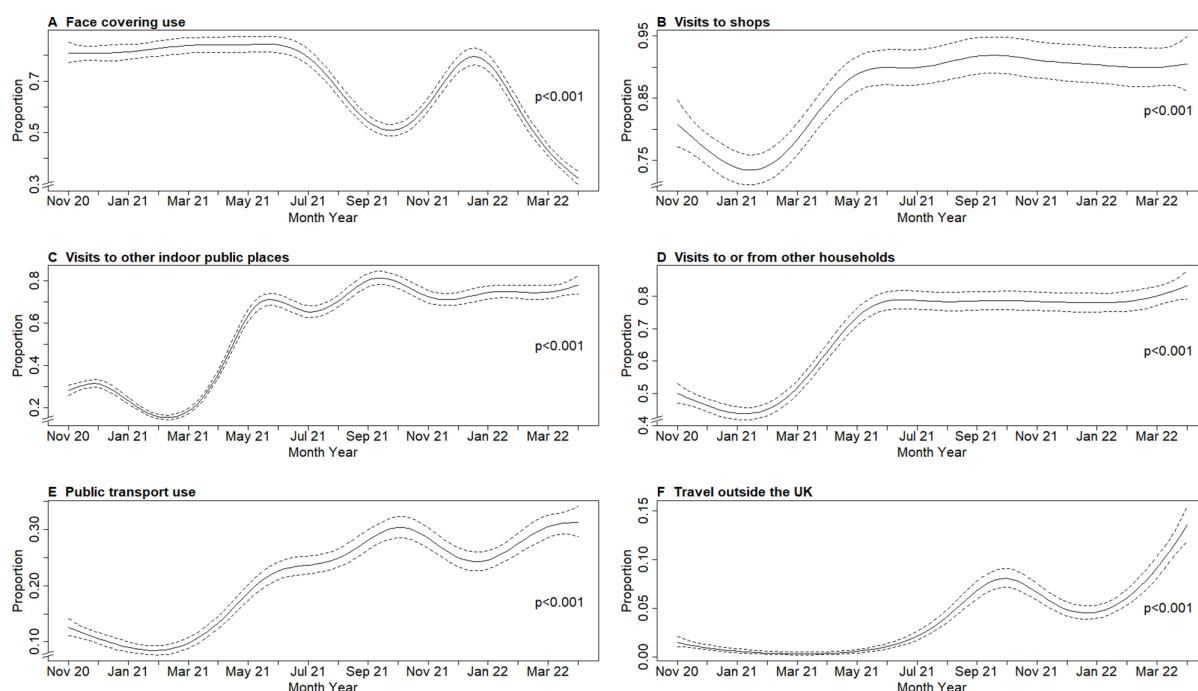 A Face covering use
Proportion
0.3 0.5 0.7
p<0.001
Nov 20 Jan 21 Mar 21 May 21 Jul 21 Sep 21 Nov 21 Jan 22 Mar 22
Month Year
B Visits to shops
Proportion
0.75 0.85 0.95
p<0.001
Nov 20 Jan 21 Mar 21 May 21 Jul 21 Sep 21 Nov 21 Jan 22 Mar 22
Month Year
C Visits to other indoor public places
Proportion
0.2 0.4 0.6 0.8
p<0.001
Nov 20 Jan 21 Mar 21 May 21 Jul 21 Sep 21 Nov 21 Jan 22 Mar 22
Month Year
D Visits to or from other households
Proportion
0.4 0.5 0.6 0.7 0.8
p<0.001
Nov 20 Jan 21 Mar 21 May 21 Jul 21 Sep 21 Nov 21 Jan 22 Mar 22
Month Year
E Public transport use
Proportion
0.10 0.20 0.30
p<0.001
Nov 20 Jan 21 Mar 21 May 21 Jul 21 Sep 21 Nov 21 Jan 22 Mar 22
Month Year
F Travel outside the UK
Proportion
0.00 0.05 0.10 0.15
p<0.001
Nov 20 Jan 21 Mar 21 May 21 Jul 21 Sep 21 Nov 21 Jan 22 Mar 22
Month Year